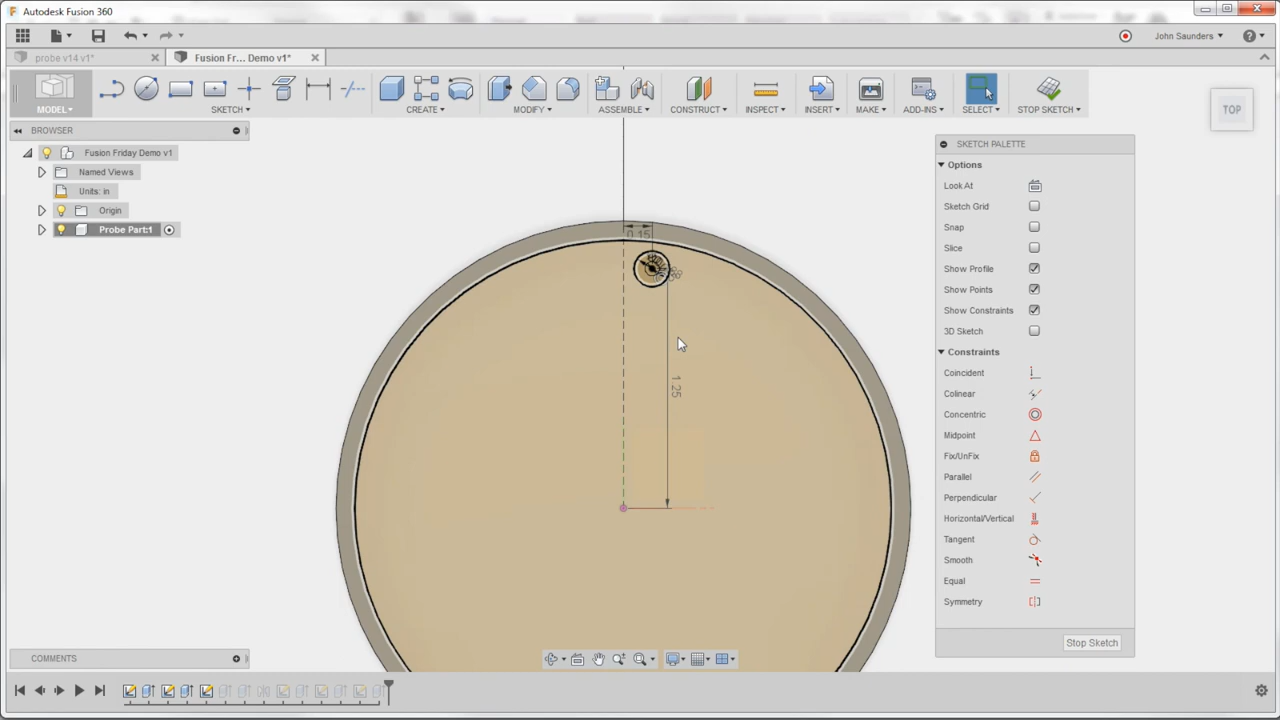 Autodesk Fusion 360
John Saunders
probe v14 v1*
Fusion Fr... Demo v1*
MODEL
SKETCH
CREATE
MODIFY
ASSEMBLE
CONSTRUCT
INSPECT
INSERT
MAKE
ADD-INS
SELECT
STOP SKETCH
TOP
BROWSER
Fusion Friday Demo v1
Named Views
Units: in
Origin
Probe Part:1
SKETCH PALETTE
Options
Look At
Sketch Grid
Snap
Slice
Show Profile
Show Points
Show Constraints
3D Sketch
Constraints
Coincident
Colinear
Concentric
Midpoint
Fix/UnFix
Parallel
Perpendicular
Horizontal/Vertical
Tangent
Smooth
Equal
Symmetry
Stop Sketch
0.15
1.25
COMMENTS